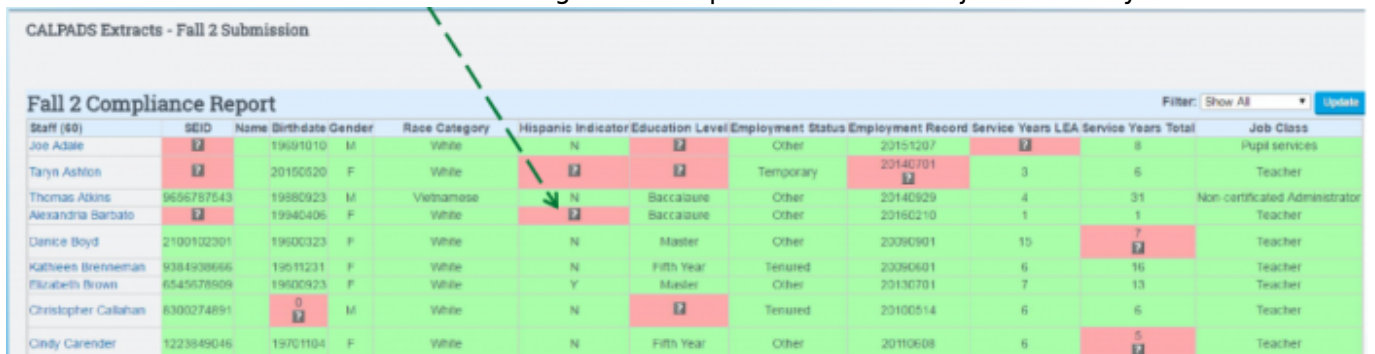 CALPADS Extracts - Fall 2 Submission
Fall 2 Compliance Report
Filter: Show All Update
Staff (60) SEID Name Birthdate Gender Race Category Hispanic Indicator Education Level Employment Status Employment Record Service Years LEA Service Years Total Job Class
Joe Adale ? 19691010 M White N ? Other 20151207 ? 8 Pupil services
Taryn Ashton ? 20150520 F White ? ? Temporary 20140701 ? 3 6 Teacher
Thomas Atkins 9656787543 19880923 M Vietnamese N Baccalaure Other 20140929 4 31 Non-certificated Administrator
Alexandria Barbato ? 19940406 F White ? Baccalaure Other 20160210 1 1 Teacher
Danice Boyd 2100102301 19600323 F White N Master Other 20090901 15 7 ? Teacher
Kathleen Brenneman 9384938666 19511231 F White N Fifth Year Tenured 20090601 6 16 Teacher
Elizabeth Brown 6545678909 19600923 F White Y Master Other 20130701 7 13 Teacher
Christopher Callahan 8300274891 0 ? M White N ? Tenured 20100514 6 6 Teacher
Cindy Carender 1223849046 19701104 F White N Fifth Year Other 20110608 6 5 ? Teacher